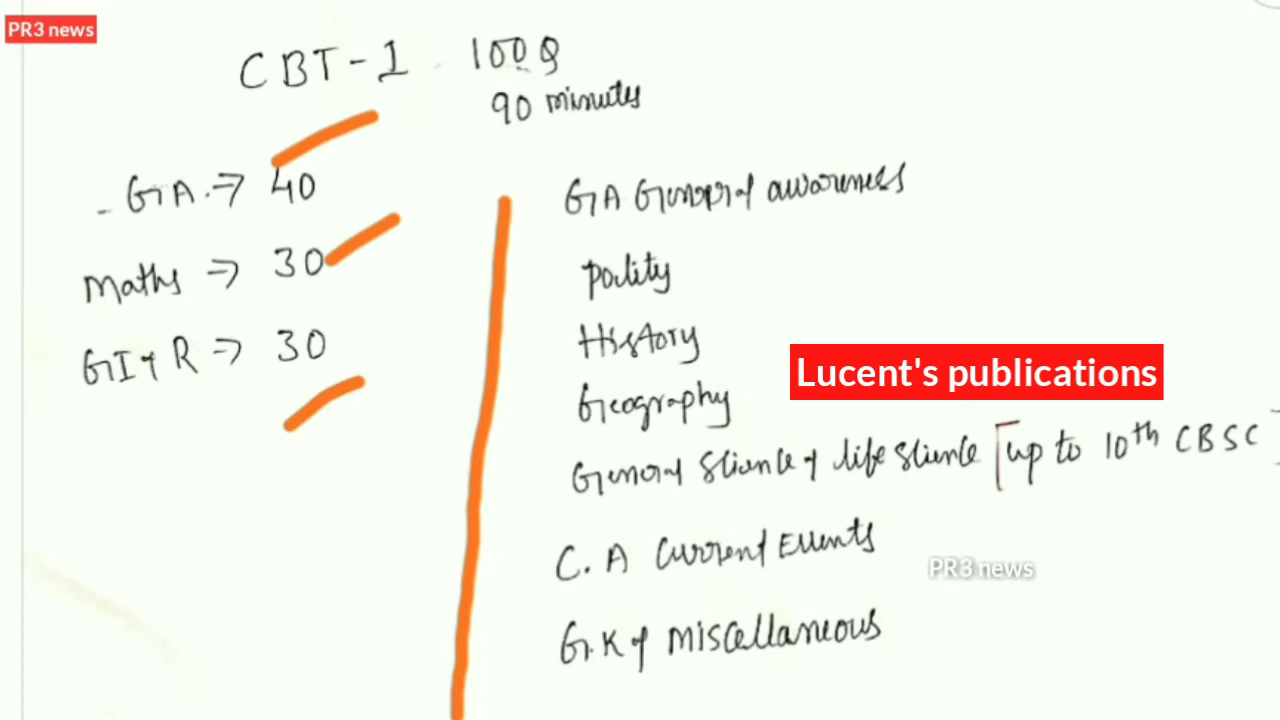 PR3 news
CBT-1 100Q
90 minutes
GA. → 40
Maths → 30
GI & R → 30
GA General awareness
Polity
History
Geography
Lucent's publications
General Science & life Science [up to 10th CBSC]
C.A Current Events
PR3 news
G.K & Miscellaneous